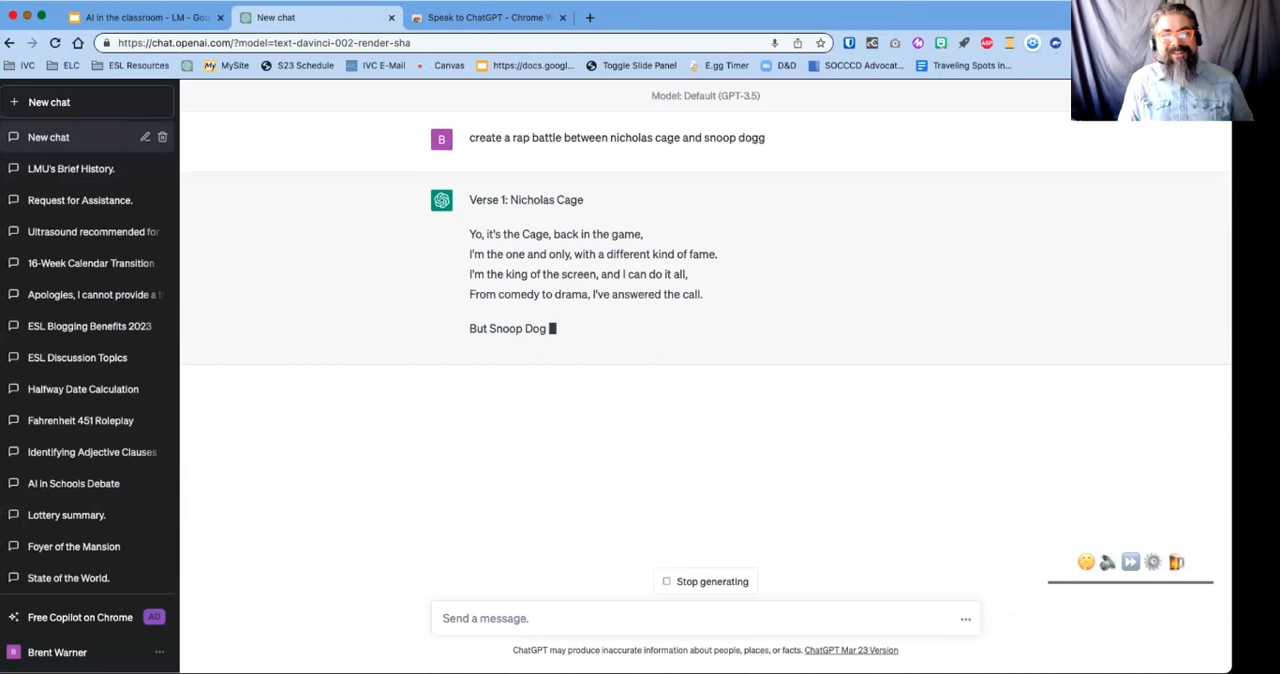 AI in the classroom - LM - Goo
New chat
Speak to ChatGPT - Chrome
https://chat.openai.com/?model=text-davinci-002-render-sha
IVC
ELC
ESL Resources
MySite
S23 Schedule
IVC E-Mail
Canvas
https://docs.googl...
Toggle Slide Panel
E.gg Timer
D&D
SOCCCD Advocat...
Traveling Spots in...
New chat
Model: Default (GPT-3.5)
New chat
B
create a rap battle between nicholas cage and snoop dogg
LMU's Brief History.
Request for Assistance.
Ultrasound recommended for
16-Week Calendar Transition
Apologies, I cannot provide a
ESL Blogging Benefits 2023
ESL Discussion Topics
Halfway Date Calculation
Fahrenheit 451 Roleplay
Identifying Adjective Clauses
AI in Schools Debate
Lottery summary.
Foyer of the Mansion
State of the World.
Free Copilot on Chrome
AD
B
Brent Warner
Verse 1: Nicholas Cage
Yo, it's the Cage, back in the game,
I'm the one and only, with a different kind of fame.
I'm the king of the screen, and I can do it all,
From comedy to drama, I've answered the call.
But Snoop Dog
Stop generating
Send a message.
ChatGPT may produce inaccurate information about people, places, or facts. ChatGPT Mar 23 Version